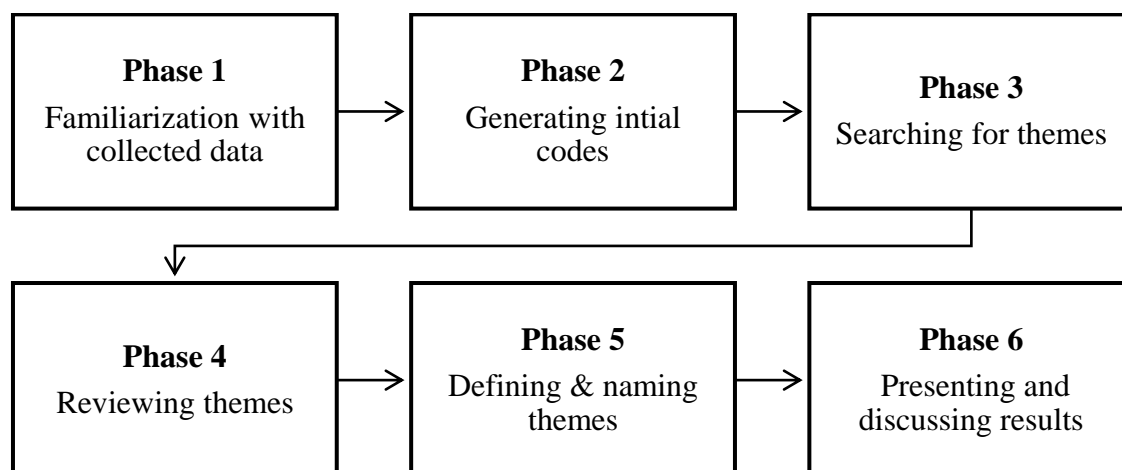 Phase 1
Familiarization with
collected data
Phase 2
Generating intial
codes
Phase 3
Searching for themes
Phase 4
Reviewing themes
Phase 5
Defining & naming
themes
Phase 6
Presenting and
discussing results